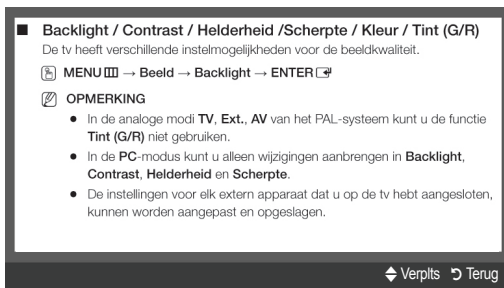 ■ Backlight / Contrast / Helderheid /Scherpte / Kleur / Tint (G/R)
De tv heeft verschillende instelmogelijkheden voor de beeldkwaliteit.
MENU → Beeld → Backlight → ENTER
OPMERKING
● In de analoge modi TV, Ext., AV van het PAL-systeem kunt u de functie
Tint (G/R) niet gebruiken.
● In de PC-modus kunt u alleen wijzigingen aanbrengen in Backlight,
Contrast, Helderheid en Scherpte.
● De instellingen voor elk extern apparaat dat u op de tv hebt aangesloten,
kunnen worden aangepast en opgeslagen.
Verplts Terug